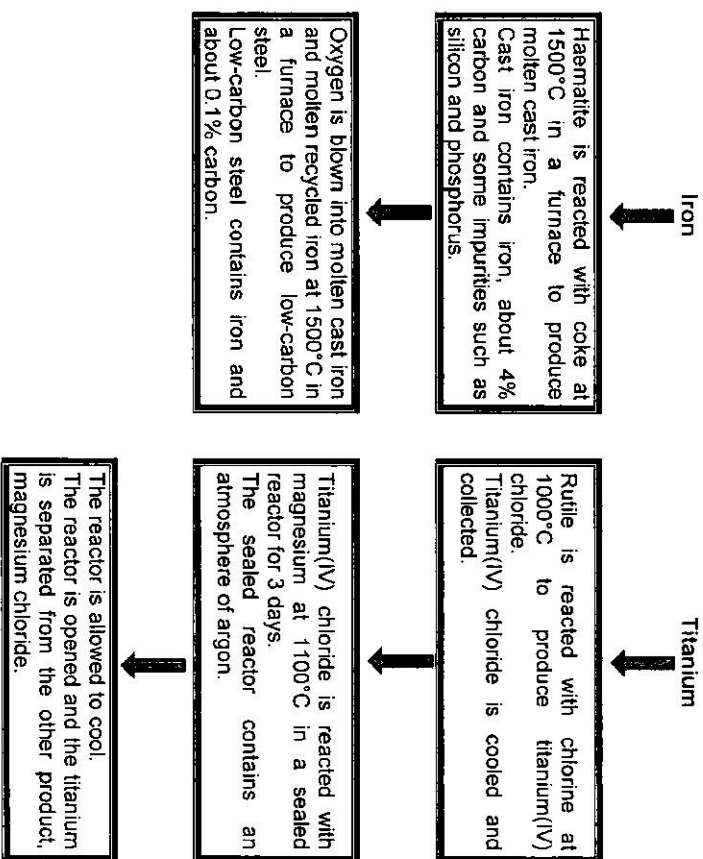 Iron
Haematite is reacted with coke at
1500°C in a furnace to produce
molten cast iron.
Cast iron contains iron, about 4%
carbon and some impurities such as
silicon and phosphorus.
Oxygen is blown into molten cast iron
and molten recycled iron at 1500°C in
a furnace to produce low-carbon
steel.
Low-carbon steel contains iron and
about 0.1% carbon.
Titanium
Rutile is reacted with chlorine at
1000°C to produce titanium(IV)
chloride.
Titanium(IV) chloride is cooled and
collected.
Titanium(IV) chloride is reacted with
magnesium at 1100°C in a sealed
reactor for 3 days.
The sealed reactor contains an
atmosphere of argon.
The reactor is allowed to cool.
The reactor is opened and the titanium
is separated from the other product,
magnesium chloride.